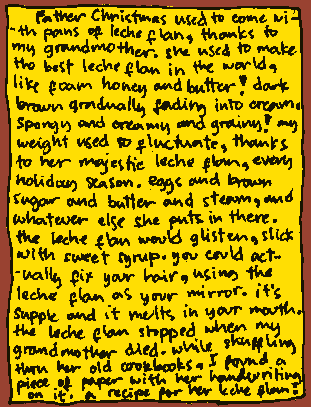 Father Christmas used to come wi-
-th pans of leche flan, thanks to
my grandmother. she used to make
the best leche flan in the world,
like foam honey and butter! dark
brown gradually fading into cream.
spongy and creamy and grainy! my
weight used to fluctuate, thanks
to her majestic leche flan, every
holiday season. eggs and brown
sugar and butter and steam, and
whatever else she puts in there.
the leche flan would glisten, slick
with sweet syrup. you could act-
-ually fix your hair, using the
leche flan as your mirror. it's
supple and it melts in your mouth.
the leche flan stopped when my
grandmother died. while shuffling
thru her old cookbooks, I found a
piece of paper with her handwriting
on it. a recipe for her leche flan!